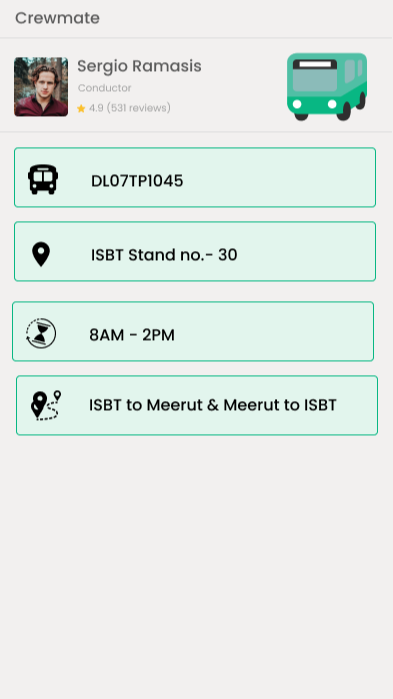 Crewmate
Sergio Ramasis
Conductor
4.9 (531 reviews)
DL07TP1045
ISBT Stand no.- 30
8AM - 2PM
ISBT to Meerut & Meerut to ISBT